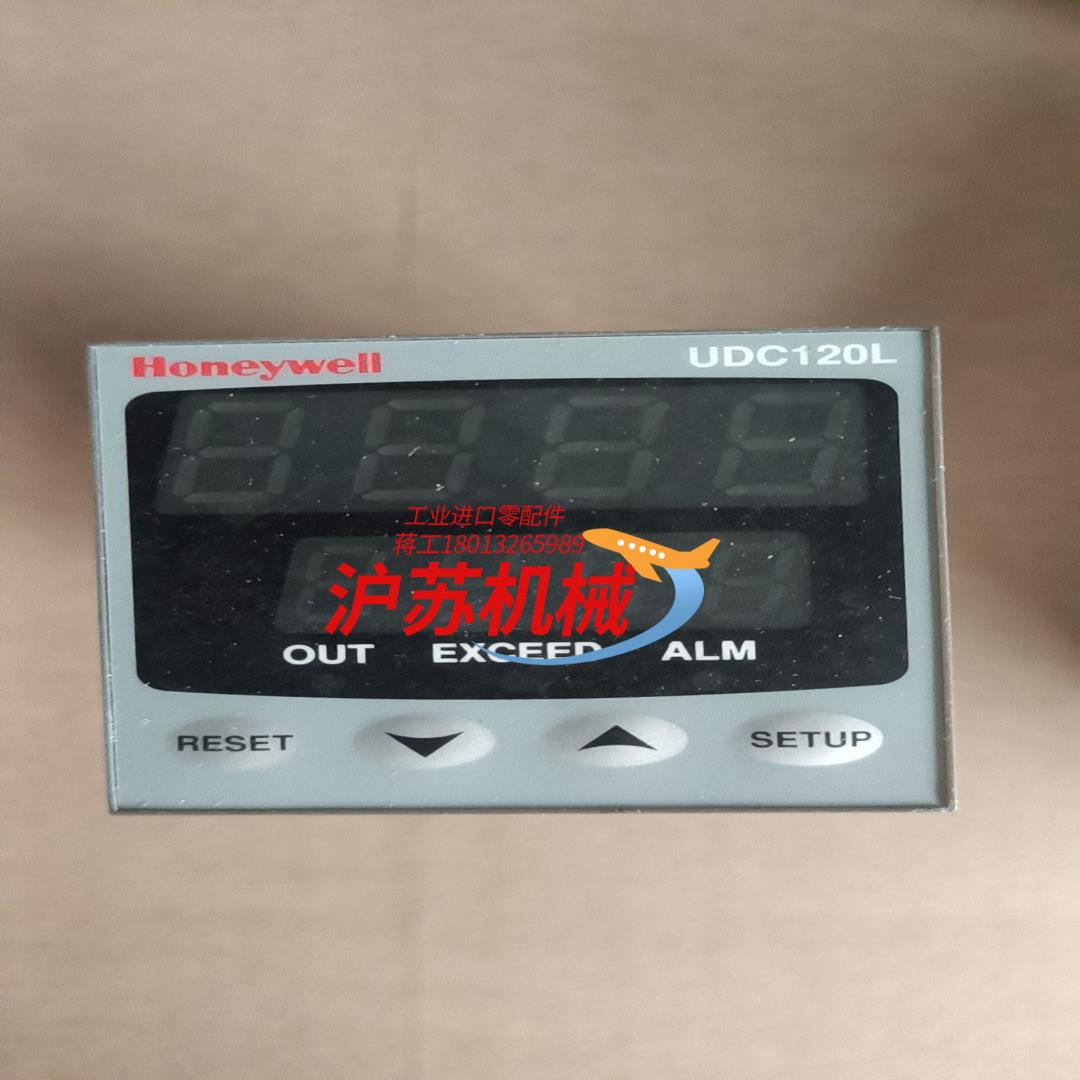 Honeywell UDC120L
工业进口零配件
蒋工18013265989
沪苏机械
OUT EXCEED ALM
RESET SETUP